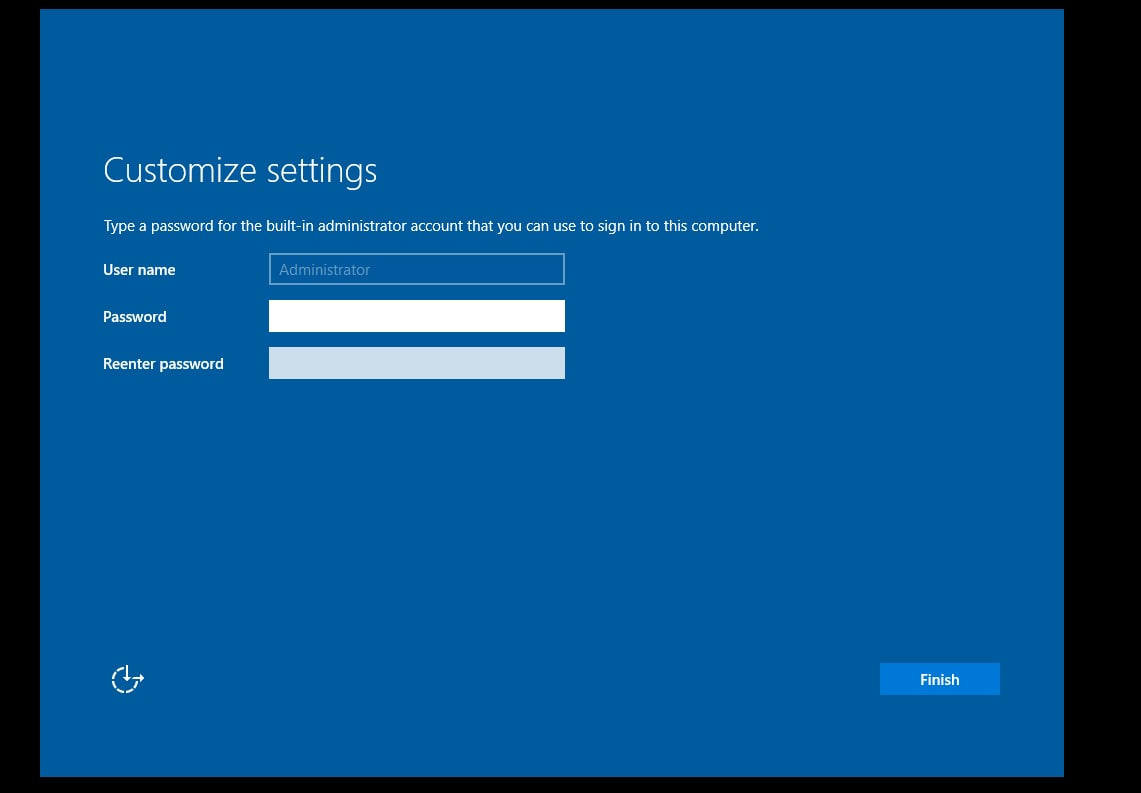 Customize settings
Type a password for the built-in administrator account that you can use to sign in to this computer.
User name
Administrator
Password
Reenter password
Finish